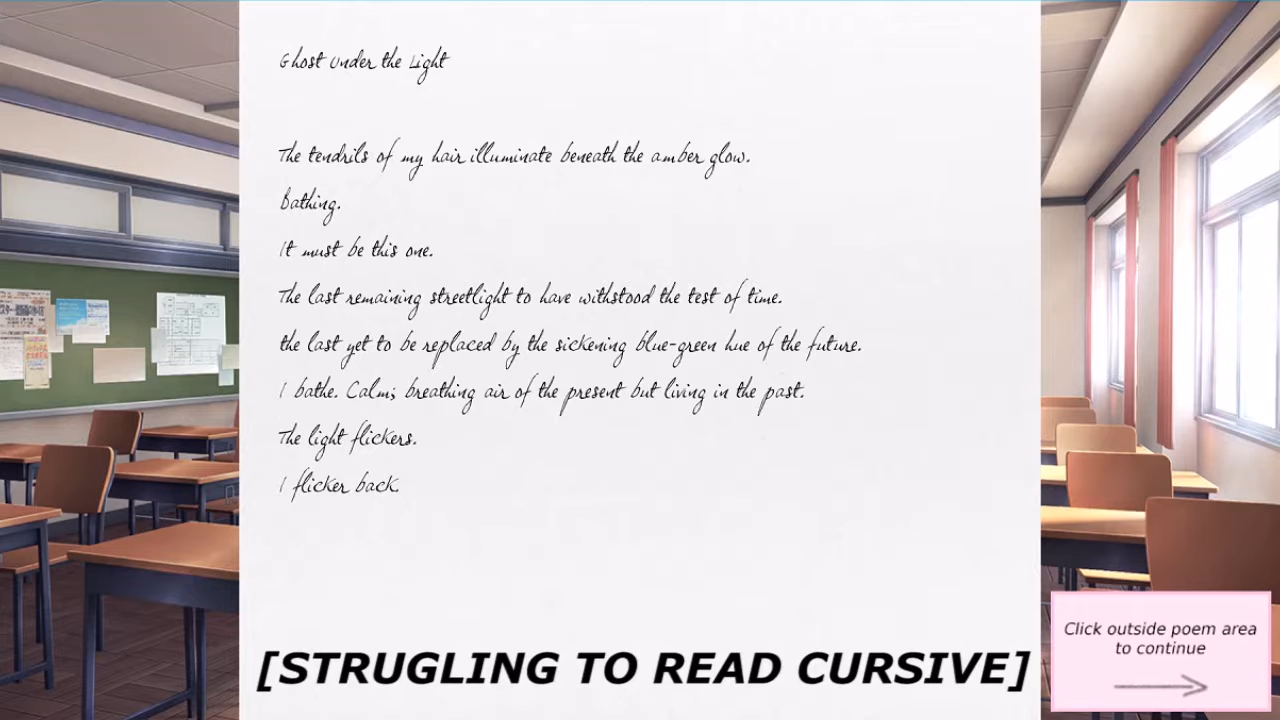 Ghost Under the Light
The tendrils of my hair illuminate beneath the amber glow.
Bathing.
It must be this one.
The last remaining streetlight to have withstood the test of time.
the last yet to be replaced by the sickening blue-green hue of the future.
I bathe. Calm; breathing air of the present but living in the past.
The light flickers.
I flicker back.
[STRUGLING TO READ CURSIVE]
Click outside poem area
to continue